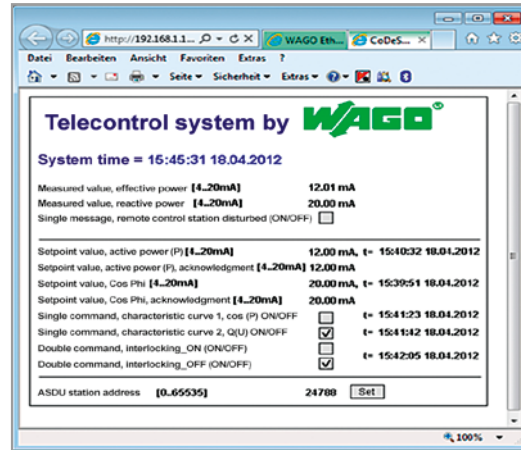 http://192.168.1.1... WAGO Eth... CoDeS...
Datei Bearbeiten Ansicht Favoriten Extras ?
Seite Sicherheit Extras
Telecontrol system by WAGO
System time = 15:45:31 18.04.2012
Measured value, effective power [4..20mA] 12.01 mA
Measured value, reactive power [4..20mA] 20.00 mA
Single message, remote control station disturbed (ON/OFF)
Setpoint value, active power (P) [4..20mA] 12.00 mA, t= 15:40:32 18.04.2012
Setpoint value, active power (P), acknowledgment [4..20mA] 12.00 mA
Setpoint value, Cos Phi [4..20mA] 20.00 mA, t= 15:39:51 18.04.2012
Setpoint value, Cos Phi, acknowledgment [4..20mA] 20.00 mA
Single command, characteristic curve 1, cos (P) ON/OFF t= 15:41:23 18.04.2012
Single command, characteristic curve 2, Q(U) ON/OFF t= 15:41:42 18.04.2012
Double command, interlocking_ON (ON/OFF)
t= 15:42:05 18.04.2012
Double command, interlocking_OFF (ON/OFF)
ASDU station address [0..65535] 24788 Set
100%